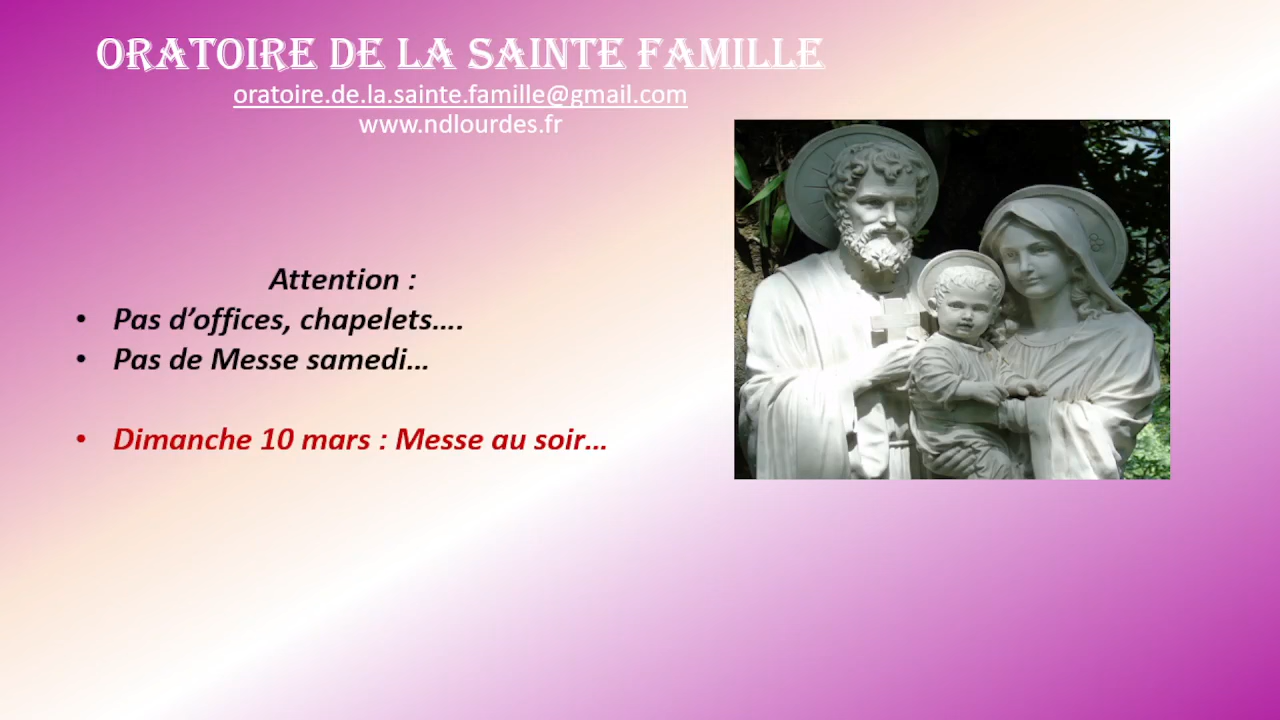 ORATOIRE DE LA SAINTE FAMILLE
oratoire.de.la.sainte.famille@gmail.com
www.ndlourdes.fr
Attention :
• Pas d’offices, chapelets….
• Pas de Messe samedi…
• Dimanche 10 mars : Messe au soir…